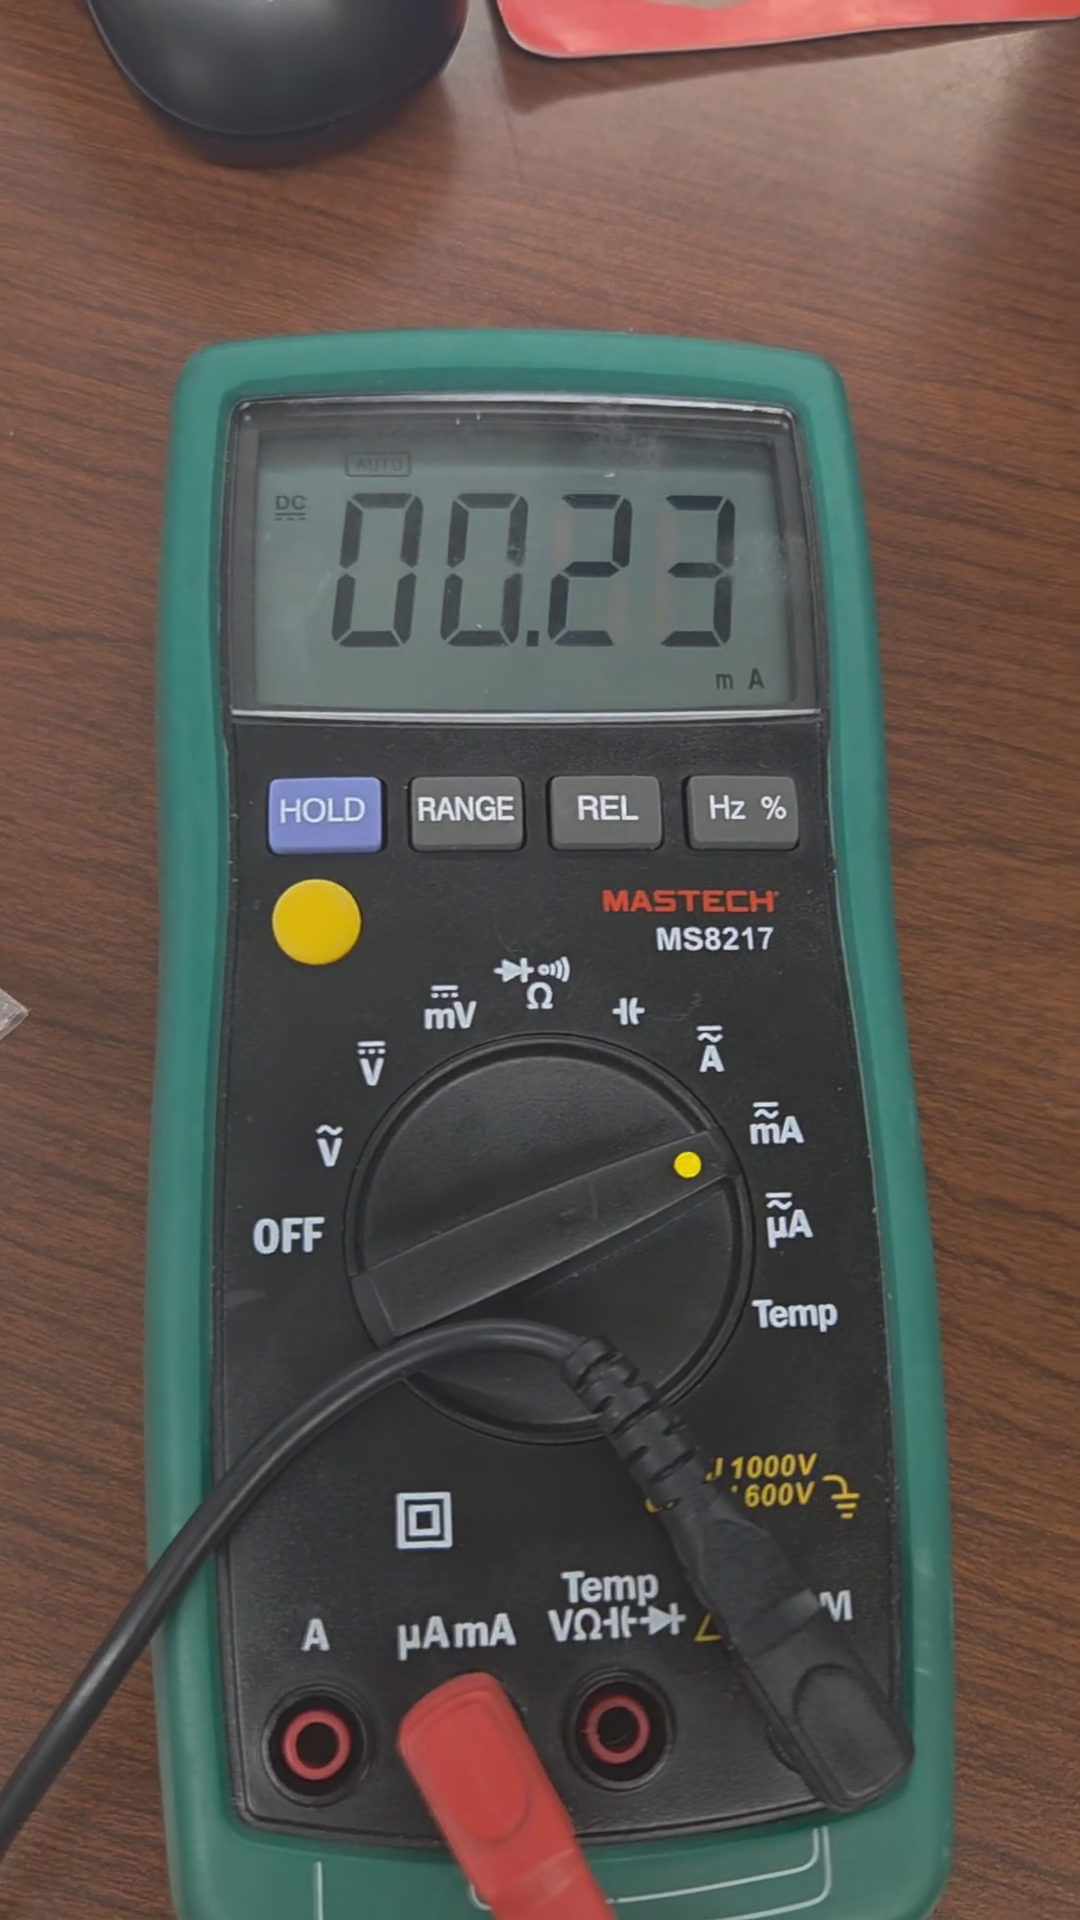 AUTO
DC
00.23
mA
HOLD RANGE REL Hz %
MASTECH
MS8217
Ω
mV
V
A
V
mA
OFF
µA
Temp
1000V
600V
Temp
A µAmA VΩ M